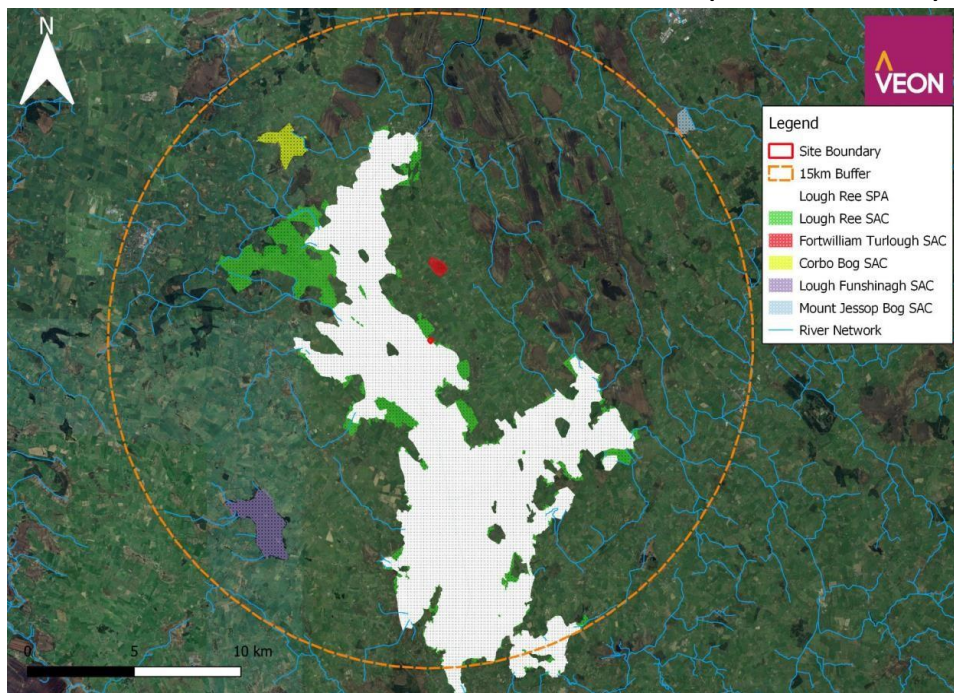 N
VEON
Legend
Site Boundary
15km Buffer
Lough Ree SPA
Lough Ree SAC
Fortwilliam Turlough SAC
Corbo Bog SAC
Lough Funshinagh SAC
Mount Jessop Bog SAC
River Network
0 5 10 km